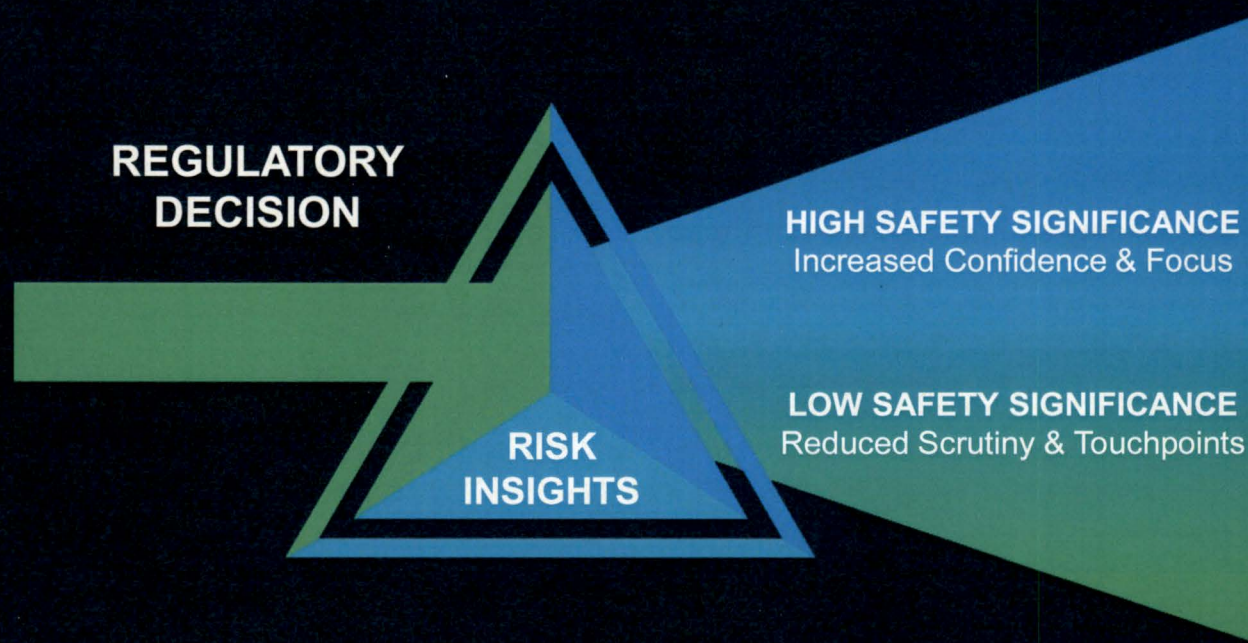 REGULATORY
DECISION
HIGH SAFETY SIGNIFICANCE
Increased Confidence & Focus
LOW SAFETY SIGNIFICANCE
Reduced Scrutiny & Touchpoints
RISK
INSIGHTS